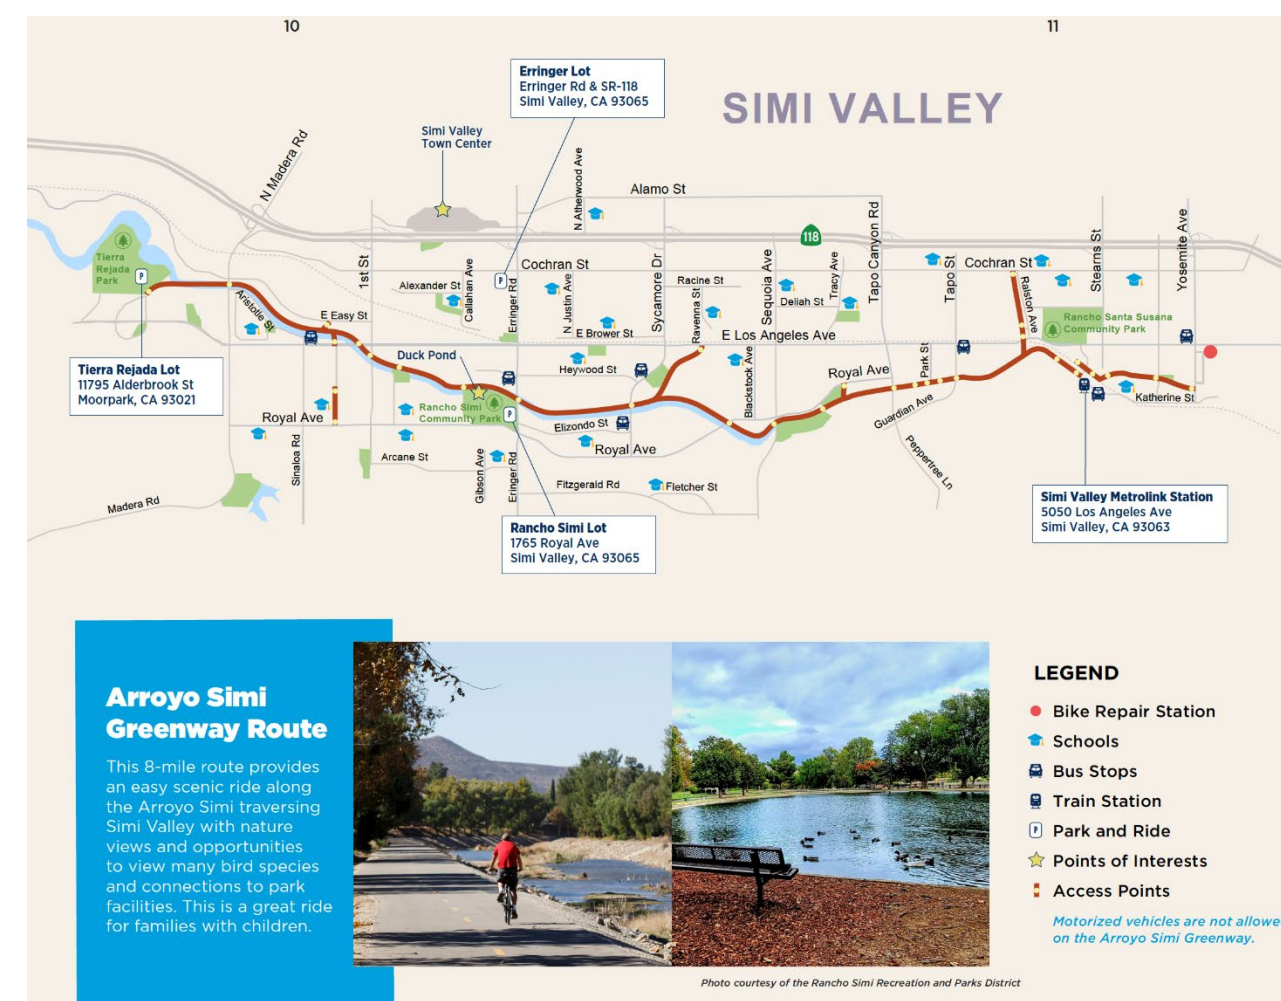 10
11
Erringer Lot
Erringer Rd & SR-118
Simi Valley, CA 93065
SIMI VALLEY
Simi Valley
Town Center
N Madera Rd
N Atherwood Ave
Alamo St
118
Tierra
Rejada
Park
P
1st St
Cochran St
Alexander St
Callahan Ave
P
Erringer Rd
N Justin Ave
E Brower St
Sycamore Dr
Racine St
Ravenna St
Sequoia Ave
Deliah St
Tracy Ave
Tapo Canyon Rd
Tapo St
Cochran St
Ralston Ave
Stearns St
Yosemite Ave
Aristotle St
E Easy St
E Los Angeles Ave
Rancho Santa Susana
Community Park
Duck Pond
Heywood St
Blackstock Ave
Royal Ave
Park St
Tierra Rejada Lot
11795 Alderbrook St
Moorpark, CA 93021
Royal Ave
Rancho Simi
Community Park
P
Elizondo St
Royal Ave
Guardian Ave
Katherine St
Sinaloa Rd
Arcane St
Gibson Ave
Erringer Rd
Fitzgerald Rd
Fletcher St
Peppertree Ln
Madera Rd
Simi Valley Metrolink Station
5050 Los Angeles Ave
Simi Valley, CA 93063
Rancho Simi Lot
1765 Royal Ave
Simi Valley, CA 93065
Arroyo Simi
Greenway Route
This 8-mile route provides
an easy scenic ride along
the Arroyo Simi traversing
Simi Valley with nature
views and opportunities
to view many bird species
and connections to park
facilities. This is a great ride
for families with children.
LEGEND
Bike Repair Station
Schools
Bus Stops
Train Station
P Park and Ride
Points of Interests
Access Points
Motorized vehicles are not allowe
on the Arroyo Simi Greenway.
Photo courtesy of the Rancho Simi Recreation and Parks District